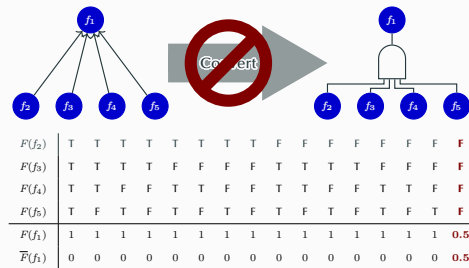 f₁ Convert f₁
f₂ f₃ f₄ f₅ f₂ f₃ f₄ f₅
F(f₂) T T T T T T T T F F F F F F F F
F(f₃) T T T T F F F F T T T T F F F F
F(f₄) T T F F T T F F T T F F T T F F
F(f₅) T F T F T F T F T F T F T F T F
F(f₁) 1 1 1 1 1 1 1 1 1 1 1 1 1 1 1 0.5
F̅(f₁) 0 0 0 0 0 0 0 0 0 0 0 0 0 0 0 0.5